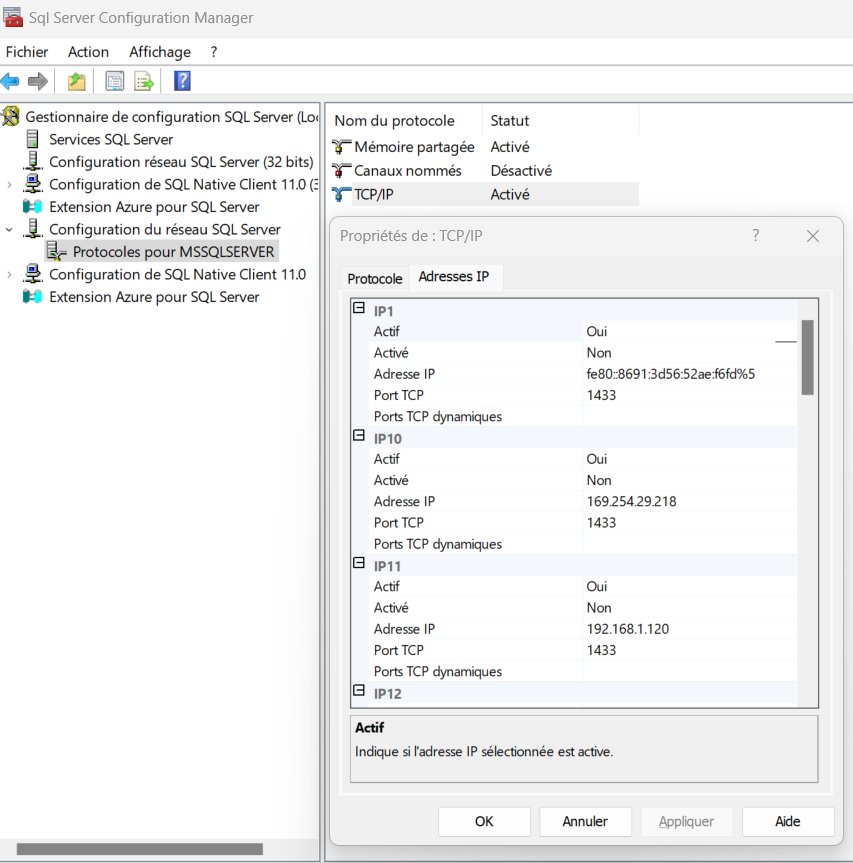 Sql Server Configuration Manager
Fichier Action Affichage ?
Gestionnaire de configuration SQL Server (Loc
Services SQL Server
Configuration réseau SQL Server (32 bits)
Configuration de SQL Native Client 11.0 (3
Extension Azure pour SQL Server
Configuration du réseau SQL Server
Protocoles pour MSSQLSERVER
Configuration de SQL Native Client 11.0
Extension Azure pour SQL Server
Nom du protocole Statut
Mémoire partagée Activé
Canaux nommés Désactivé
TCP/IP Activé
Propriétés de : TCP/IP ?
Protocole Adresses IP
IP1
Actif Oui
Activé Non
Adresse IP fe80::8691:3d56:52ae:f6fd%5
Port TCP 1433
Ports TCP dynamiques
IP10
Actif Oui
Activé Non
Adresse IP 169.254.29.218
Port TCP 1433
Ports TCP dynamiques
IP11
Actif Oui
Activé Non
Adresse IP 192.168.1.120
Port TCP 1433
Ports TCP dynamiques
IP12
Actif
Indique si l'adresse IP sélectionnée est active.
OK Annuler Appliquer Aide